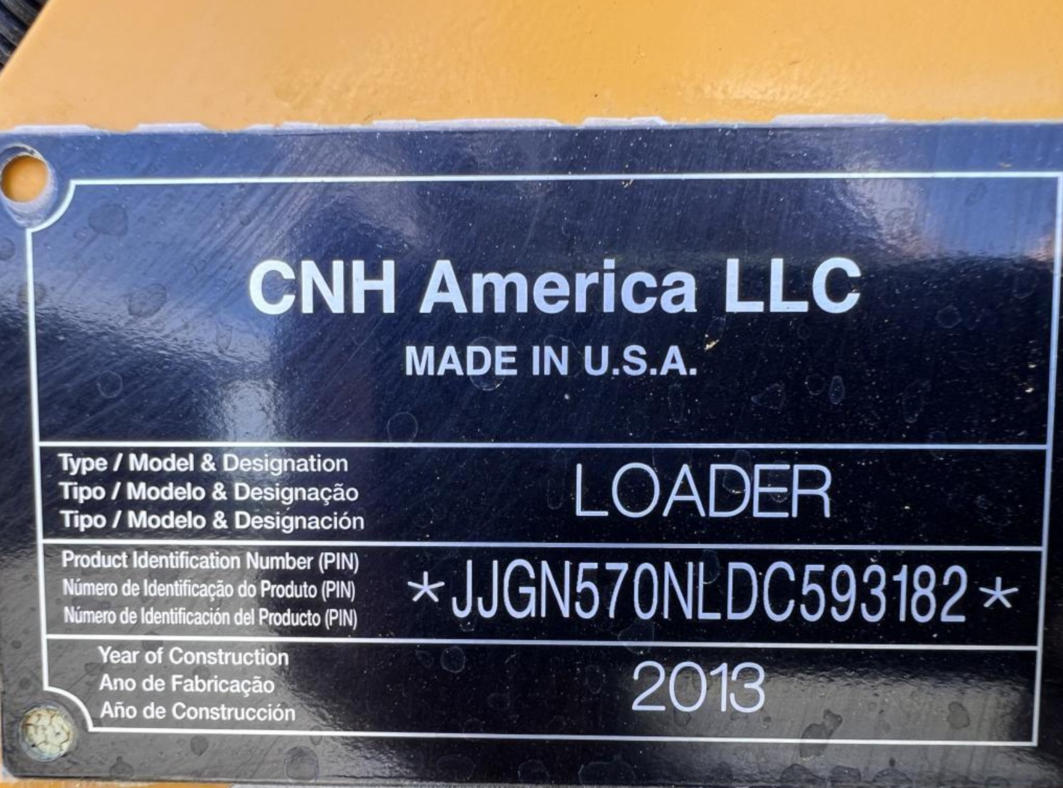 CNH America LLC
MADE IN U.S.A.
Type / Model & Designation
Tipo / Modelo & Designação
Tipo / Modelo & Designación
LOADER
Product Identification Number (PIN)
Número de Identificação do Produto (PIN)
Número de Identificación del Producto (PIN)
*JJGN570NLDC593182*
Year of Construction
Ano de Fabricação
Año de Construcción
2013